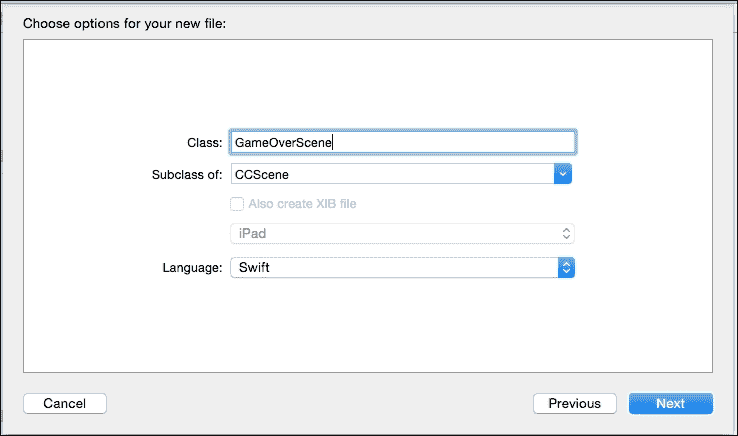 Choose options for your new file:
Class: GameOverScene
Subclass of: CCScene
Also create XIB file
iPad
Language: Swift
Cancel Previous Next